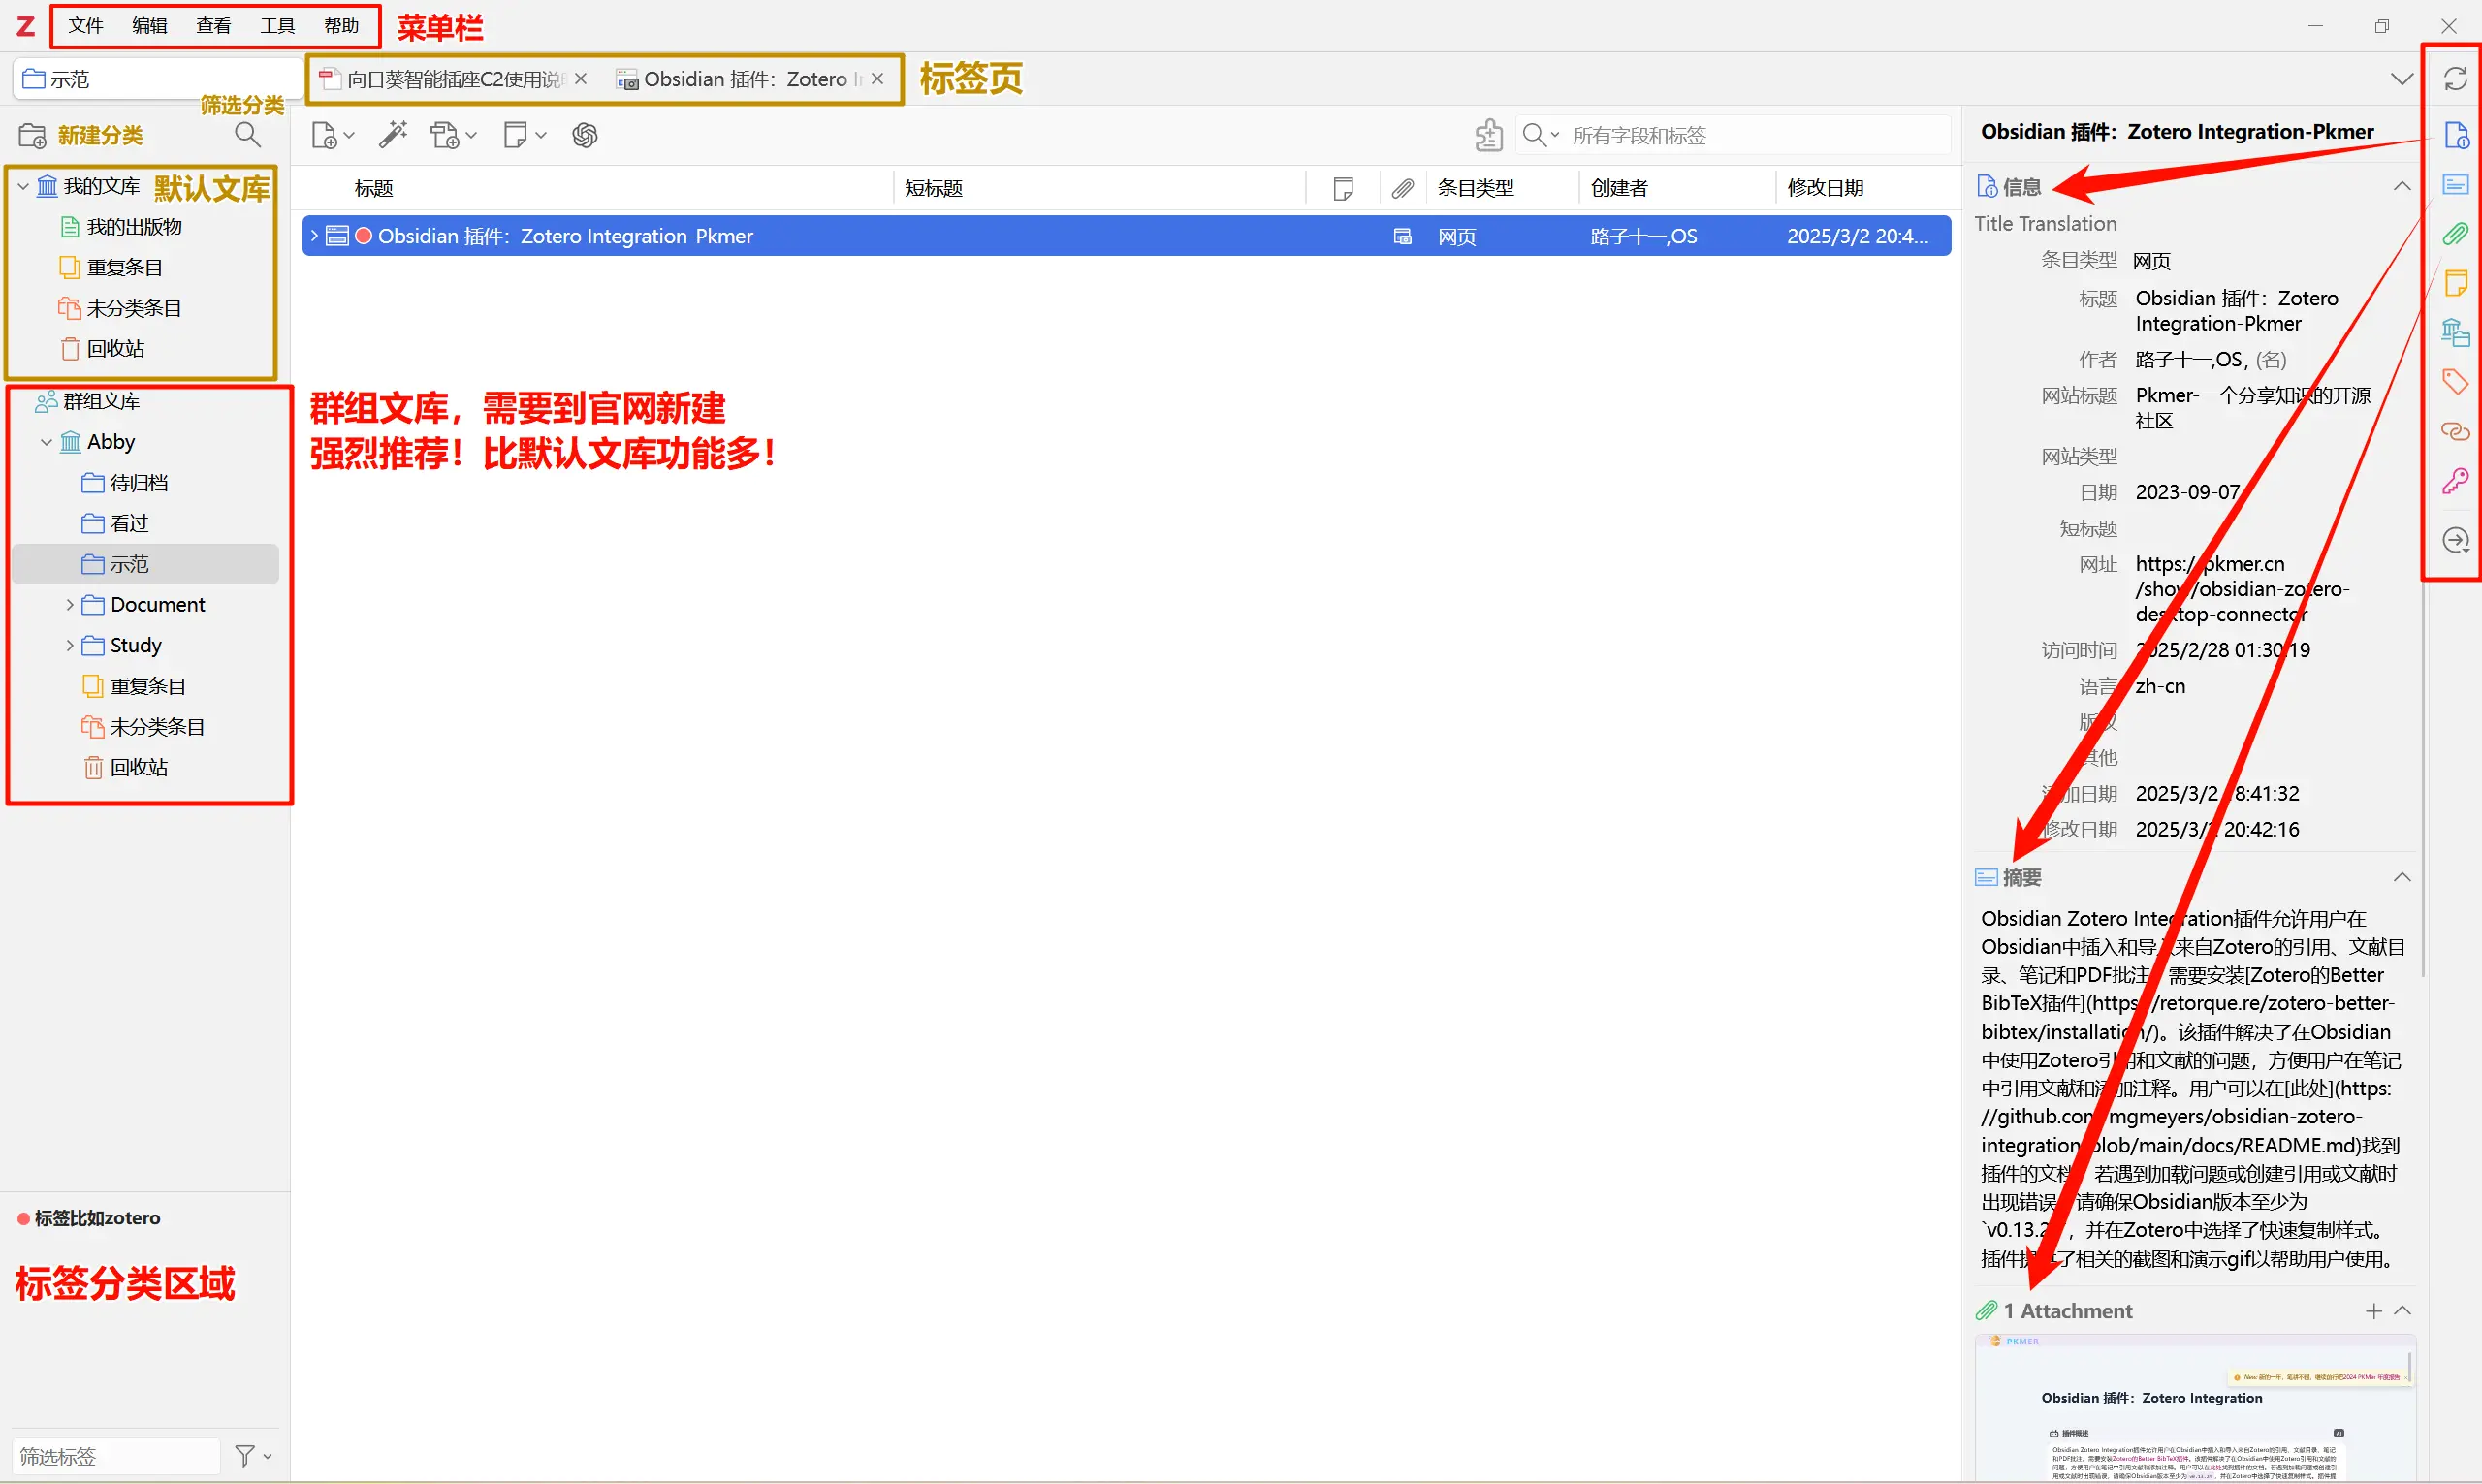 Z 文件 编辑 查看 工具 帮助 菜单栏
示范
向日葵智能插座C2使用说
Obsidian 插件：Zotero I
标签页
筛选分类
新建分类
所有字段和标签
我的文库 默认文库
我的出版物
重复条目
未分类条目
回收站
群组文库
Abby
待归档
看过
示范
Document
Study
重复条目
未分类条目
回收站
标签比如zotero
标签分类区域
筛选标签
标题 短标题 条目类型 创建者 修改日期
Obsidian 插件：Zotero Integration-Pkmer 网页 路子十一,OS 2025/3/2 20:4...
群组文库，需要到官网新建
强烈推荐！比默认文库功能多！
Obsidian 插件：Zotero Integration-Pkmer
信息
Title Translation
条目类型 网页
标题 Obsidian 插件：Zotero
Integration-Pkmer
作者 路子十一,OS, (名)
网站标题 Pkmer-一个分享知识的开源
社区
网站类型
日期 2023-09-07
短标题
网址 https://pkmer.cn
/show/obsidian-zotero-
desktop-connector
访问时间 2025/2/28 01:30:19
语言 zh-cn
版权
其他
添加日期 2025/3/2 18:41:32
修改日期 2025/3/2 20:42:16
摘要
Obsidian Zotero Integration插件允许用户在
Obsidian中插入和导入来自Zotero的引用、文献目
录、笔记和PDF批注。需要安装[Zotero的Better
BibTeX插件](https://retorque.re/zotero-better-
bibtex/installation/)。该插件解决了在Obsidian
中使用Zotero引用和文献的问题，方便用户在笔记
中引用文献和添加注释。用户可以在[此处](https:
//github.com/mgmeyers/obsidian-zotero-
integration/blob/main/docs/README.md)找到
插件的文档。若遇到加载问题或创建引用或文献时
出现错误，请确保Obsidian版本至少为
`v0.13.2 ，并在Zotero中选择了快速复制样式。
插件提供了相关的截图和演示gif以帮助用户使用。
1 Attachment
PKMER
Obsidian 插件：Zotero Integration
插件概述